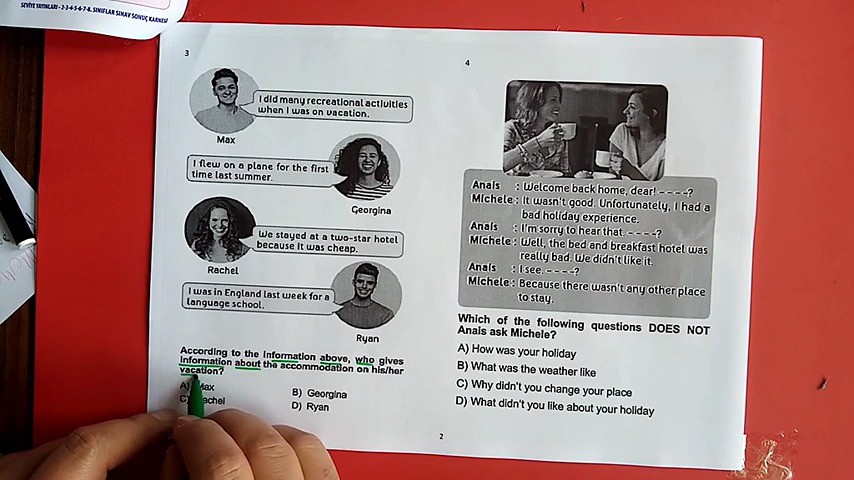 SEVİYE YAYINLARI • 2-3-4-5-6-7-8. SINIFLAR SINAV SONUÇ KARNESİ
3
I did many recreational activities
when I was on vacation.
Max
I flew on a plane for the first
time last summer.
Georgina
We stayed at a two-star hotel
because it was cheap.
Rachel
I was in England last week for a
language school.
Ryan
According to the information above, who gives
information about the accommodation on his/her
vacation?
A) Max
B) Georgina
C) Rachel
D) Ryan
4
Anais : Welcome back home, dear! ----?
Michele : It wasn't good. Unfortunately, I had a
bad holiday experience.
Anais : I'm sorry to hear that. ----?
Michele : Well, the bed and breakfast hotel was
really bad. We didn't like it.
Anais : I see. ----?
Michele : Because there wasn't any other place
to stay.
Which of the following questions DOES NOT
Anais ask Michele?
A) How was your holiday
B) What was the weather like
C) Why didn't you change your place
D) What didn't you like about your holiday
2